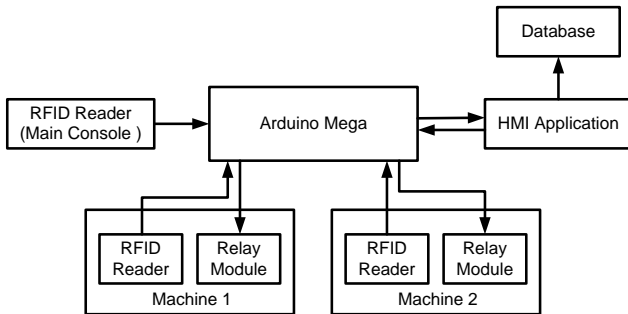 Database
RFID Reader
(Main Console )
Arduino Mega
HMI Application
RFID
Reader
Relay
Module
Machine 1
RFID
Reader
Relay
Module
Machine 2